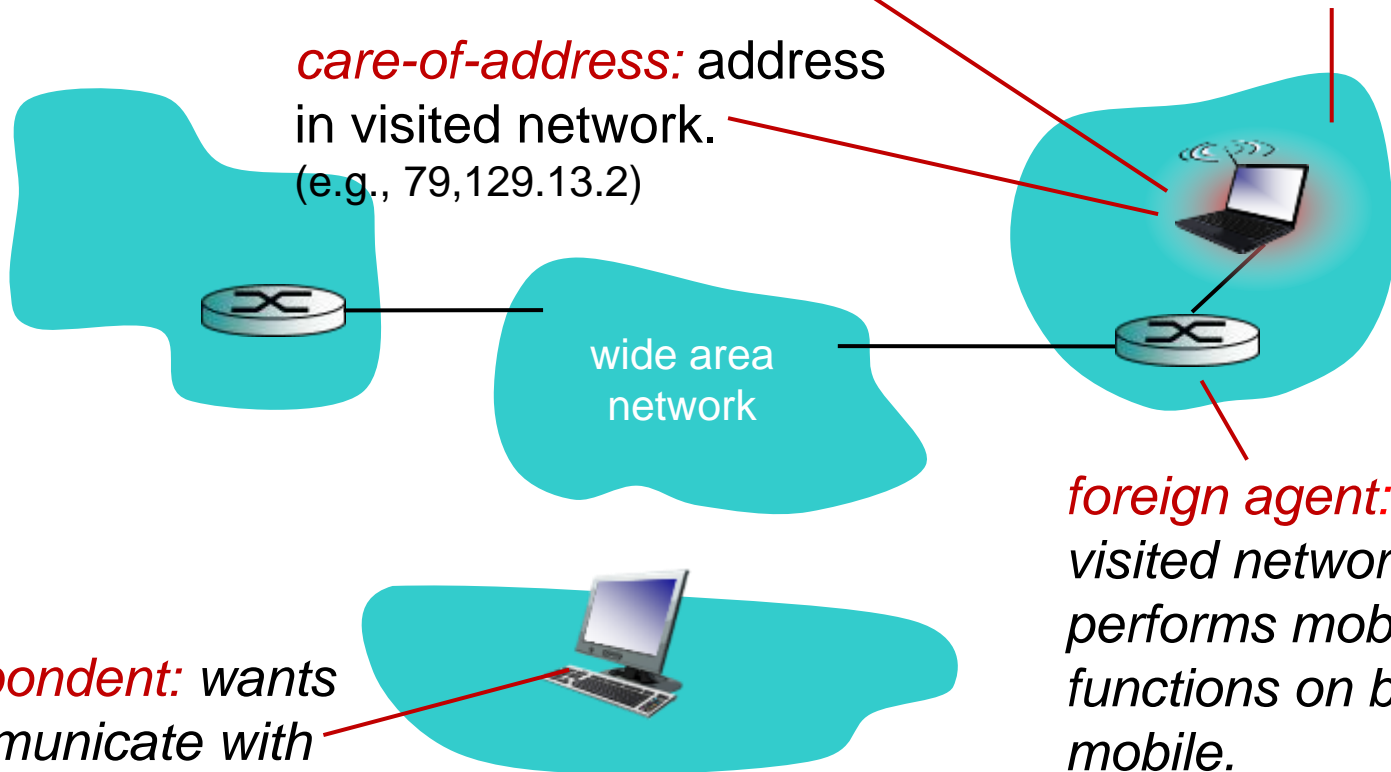 care-of-address: address
in visited network.
(e.g., 79,129.13.2)
wide area
network
foreign agent:
visited networ
performs mob
functions on b
mobile.
pondent: wants
municate with